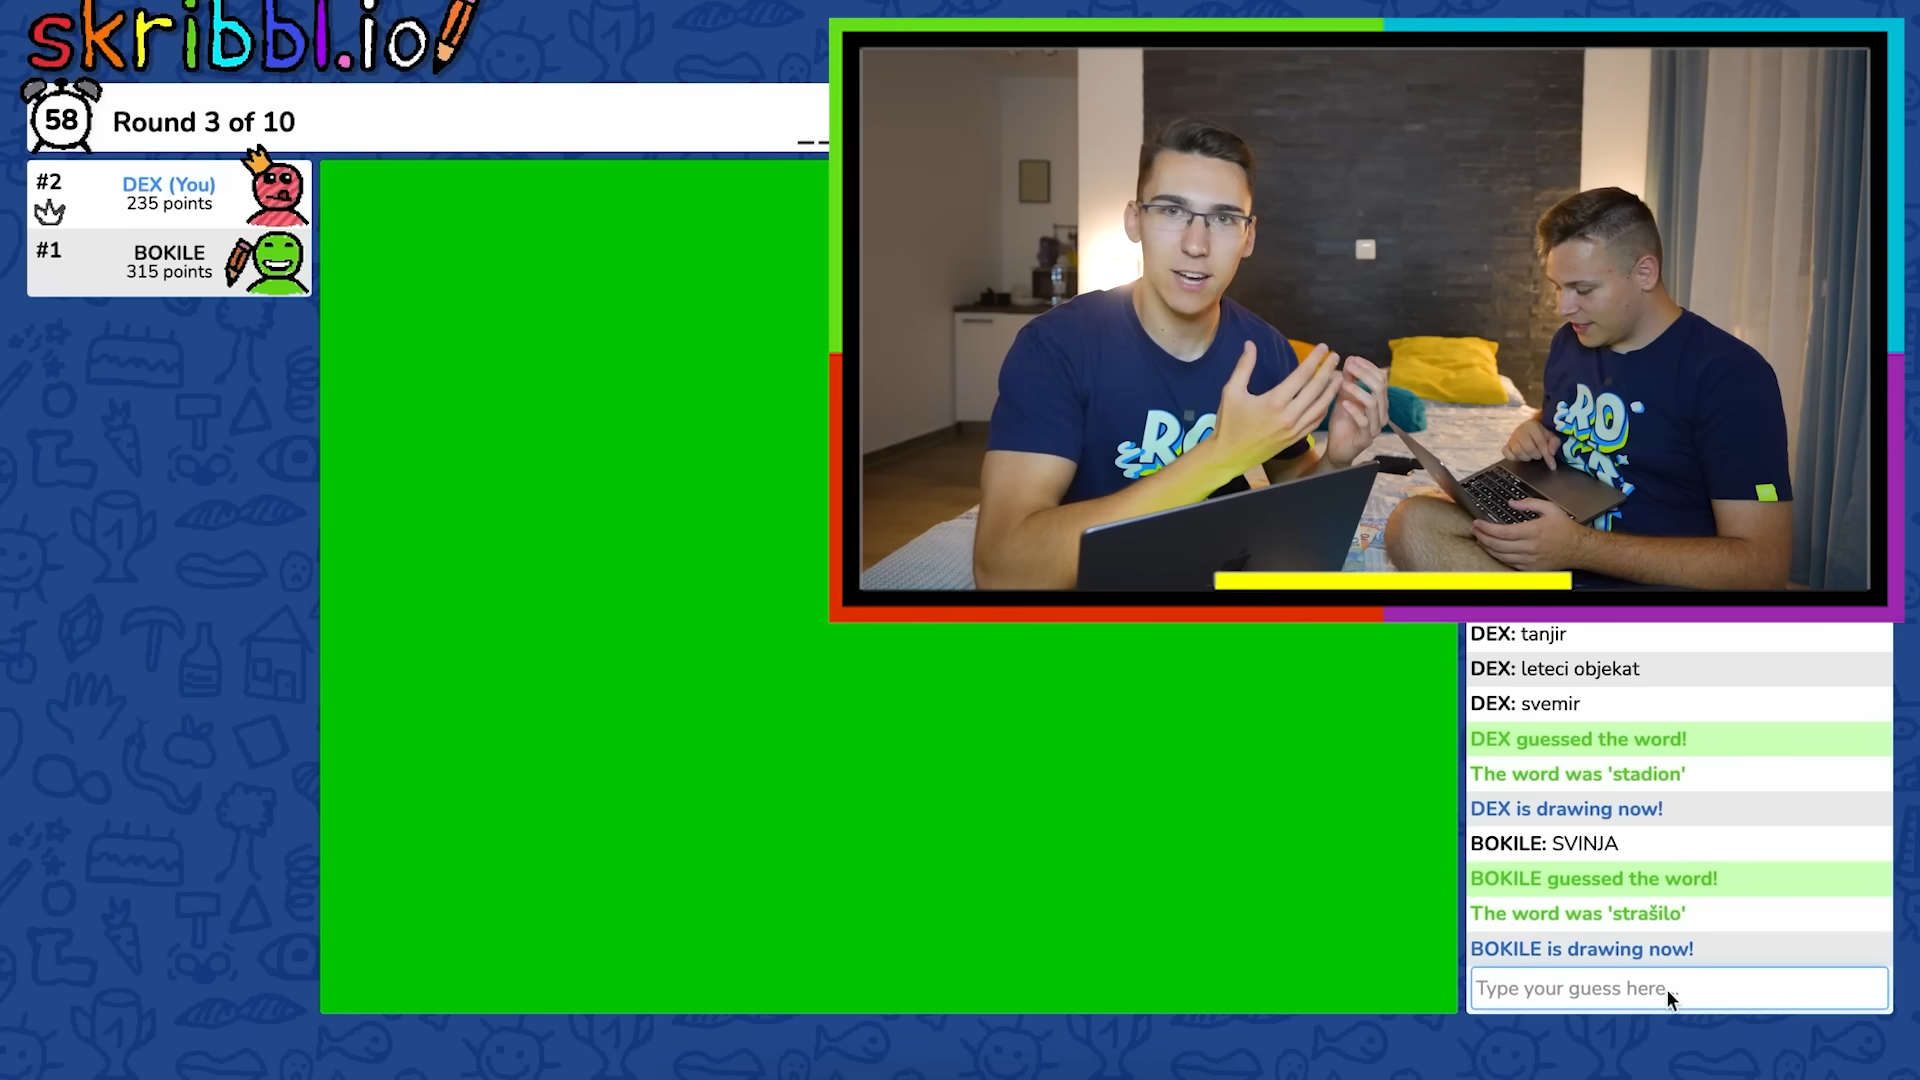 skribbl.io
58
Round 3 of 10
#2
DEX (You)
235 points
#1
BOKILE
315 points
DEX: tanjir
DEX: leteci objekat
DEX: svemir
DEX guessed the word!
The word was 'stadion'
DEX is drawing now!
BOKILE: SVINJA
BOKILE guessed the word!
The word was 'strašilo'
BOKILE is drawing now!
Type your guess here...